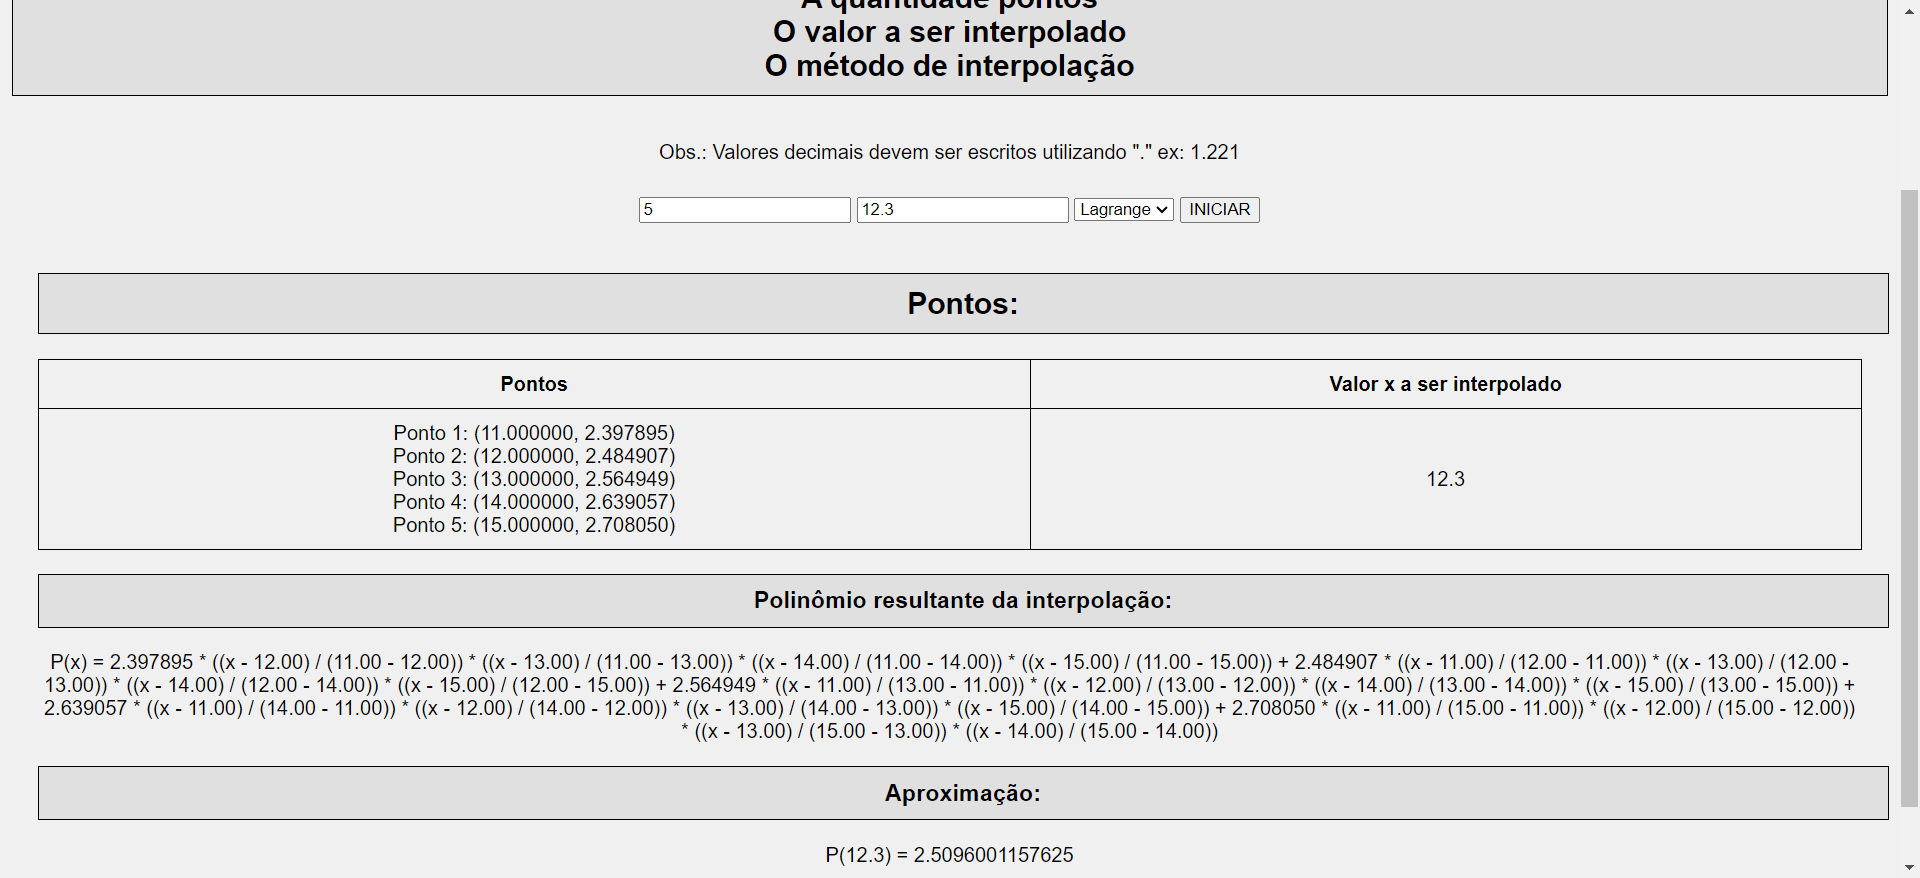 A quantidade pontos
O valor a ser interpolado
O método de interpolação
Obs.: Valores decimais devem ser escritos utilizando "." ex: 1.221
5 12.3 Lagrange INICIAR
Pontos:
Pontos Valor x a ser interpolado
Ponto 1: (11.000000, 2.397895)
Ponto 2: (12.000000, 2.484907)
Ponto 3: (13.000000, 2.564949) 12.3
Ponto 4: (14.000000, 2.639057)
Ponto 5: (15.000000, 2.708050)
Polinômio resultante da interpolação:
P(x) = 2.397895 * ((x - 12.00) / (11.00 - 12.00)) * ((x - 13.00) / (11.00 - 13.00)) * ((x - 14.00) / (11.00 - 14.00)) * ((x - 15.00) / (11.00 - 15.00)) + 2.484907 * ((x - 11.00) / (12.00 - 11.00)) * ((x - 13.00) / (12.00 -
13.00)) * ((x - 14.00) / (12.00 - 14.00)) * ((x - 15.00) / (12.00 - 15.00)) + 2.564949 * ((x - 11.00) / (13.00 - 11.00)) * ((x - 12.00) / (13.00 - 12.00)) * ((x - 14.00) / (13.00 - 14.00)) * ((x - 15.00) / (13.00 - 15.00)) +
2.639057 * ((x - 11.00) / (14.00 - 11.00)) * ((x - 12.00) / (14.00 - 12.00)) * ((x - 13.00) / (14.00 - 13.00)) * ((x - 15.00) / (14.00 - 15.00)) + 2.708050 * ((x - 11.00) / (15.00 - 11.00)) * ((x - 12.00) / (15.00 - 12.00))
* ((x - 13.00) / (15.00 - 13.00)) * ((x - 14.00) / (15.00 - 14.00))
Aproximação:
P(12.3) = 2.5096001157625